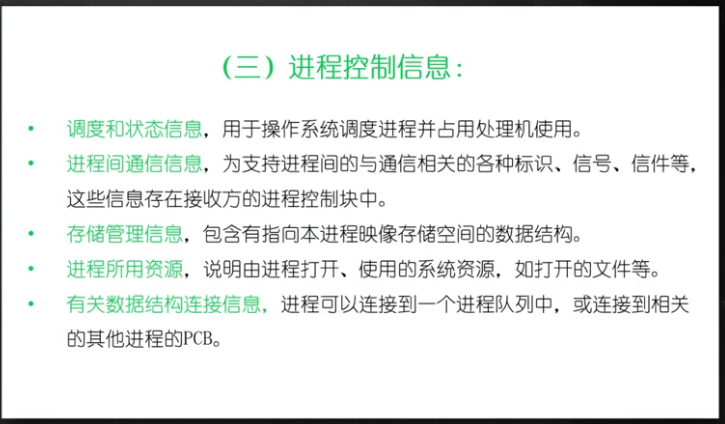 （三）进程控制信息：
• 调度和状态信息，用于操作系统调度进程并占用处理机使用。
• 进程间通信信息，为支持进程间的与通信相关的各种标识、信号、信件等，
这些信息存在接收方的进程控制块中。
• 存储管理信息，包含有指向本进程映像存储空间的数据结构。
• 进程所用资源，说明由进程打开、使用的系统资源，如打开的文件等。
• 有关数据结构连接信息，进程可以连接到一个进程队列中，或连接到相关
的其他进程的PCB。